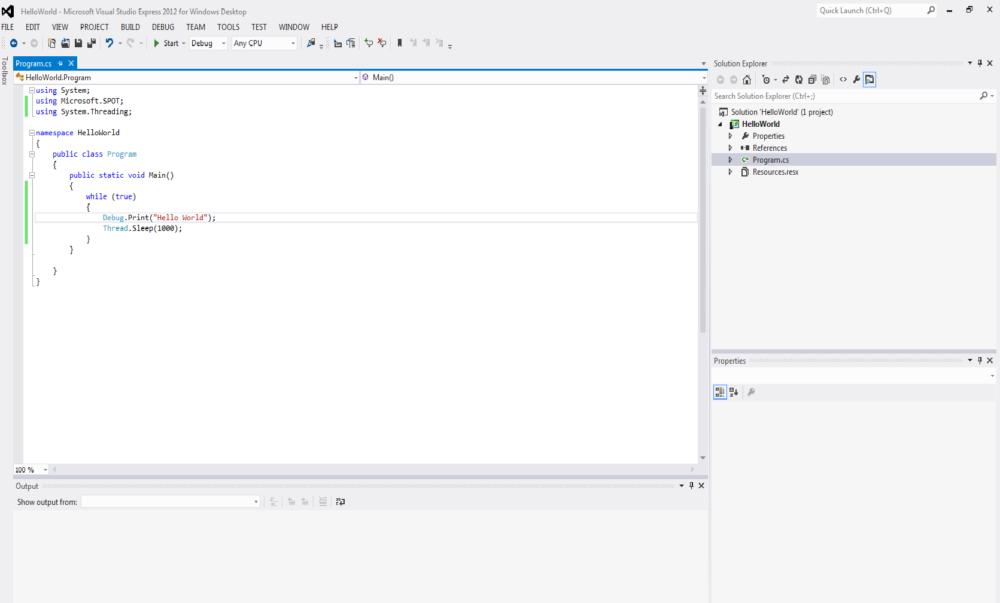 HelloWorld - Microsoft Visual Studio Express 2012 for Windows Desktop
Quick Launch (Ctrl+Q)
FILE EDIT VIEW PROJECT BUILD DEBUG TEAM TOOLS TEST WINDOW HELP
Start Debug Any CPU
Toolbox
Program.cs
HelloWorld.Program Main()
using System;
using Microsoft.SPOT;
using System.Threading;
namespace HelloWorld
{
public class Program
{
public static void Main()
{
while (true)
{
Debug.Print("Hello World");
Thread.Sleep(1000);
}
}
}
}
100 %
Output
Show output from:
Solution Explorer
Search Solution Explorer (Ctrl+;)
Solution 'HelloWorld' (1 project)
HelloWorld
Properties
References
C# Program.cs
Resources.resx
Properties